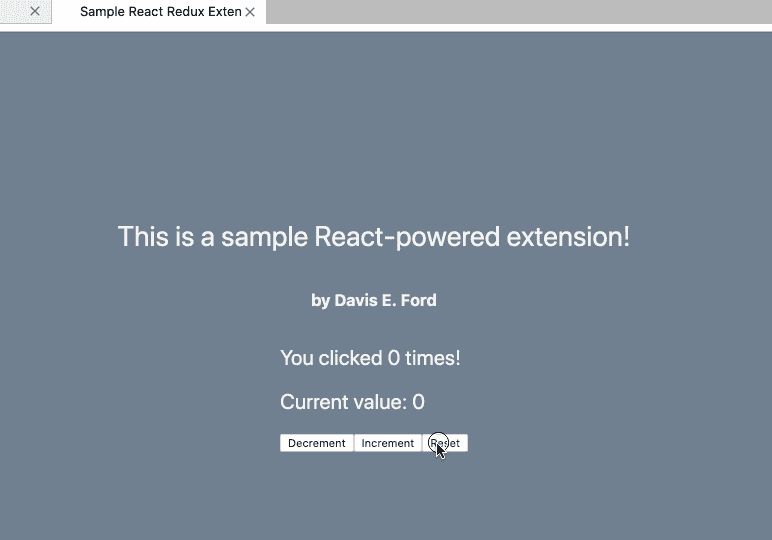 Sample React Redux Exten
This is a sample React-powered extension!
by Davis E. Ford
You clicked 0 times!
Current value: 0
Decrement Increment Reset